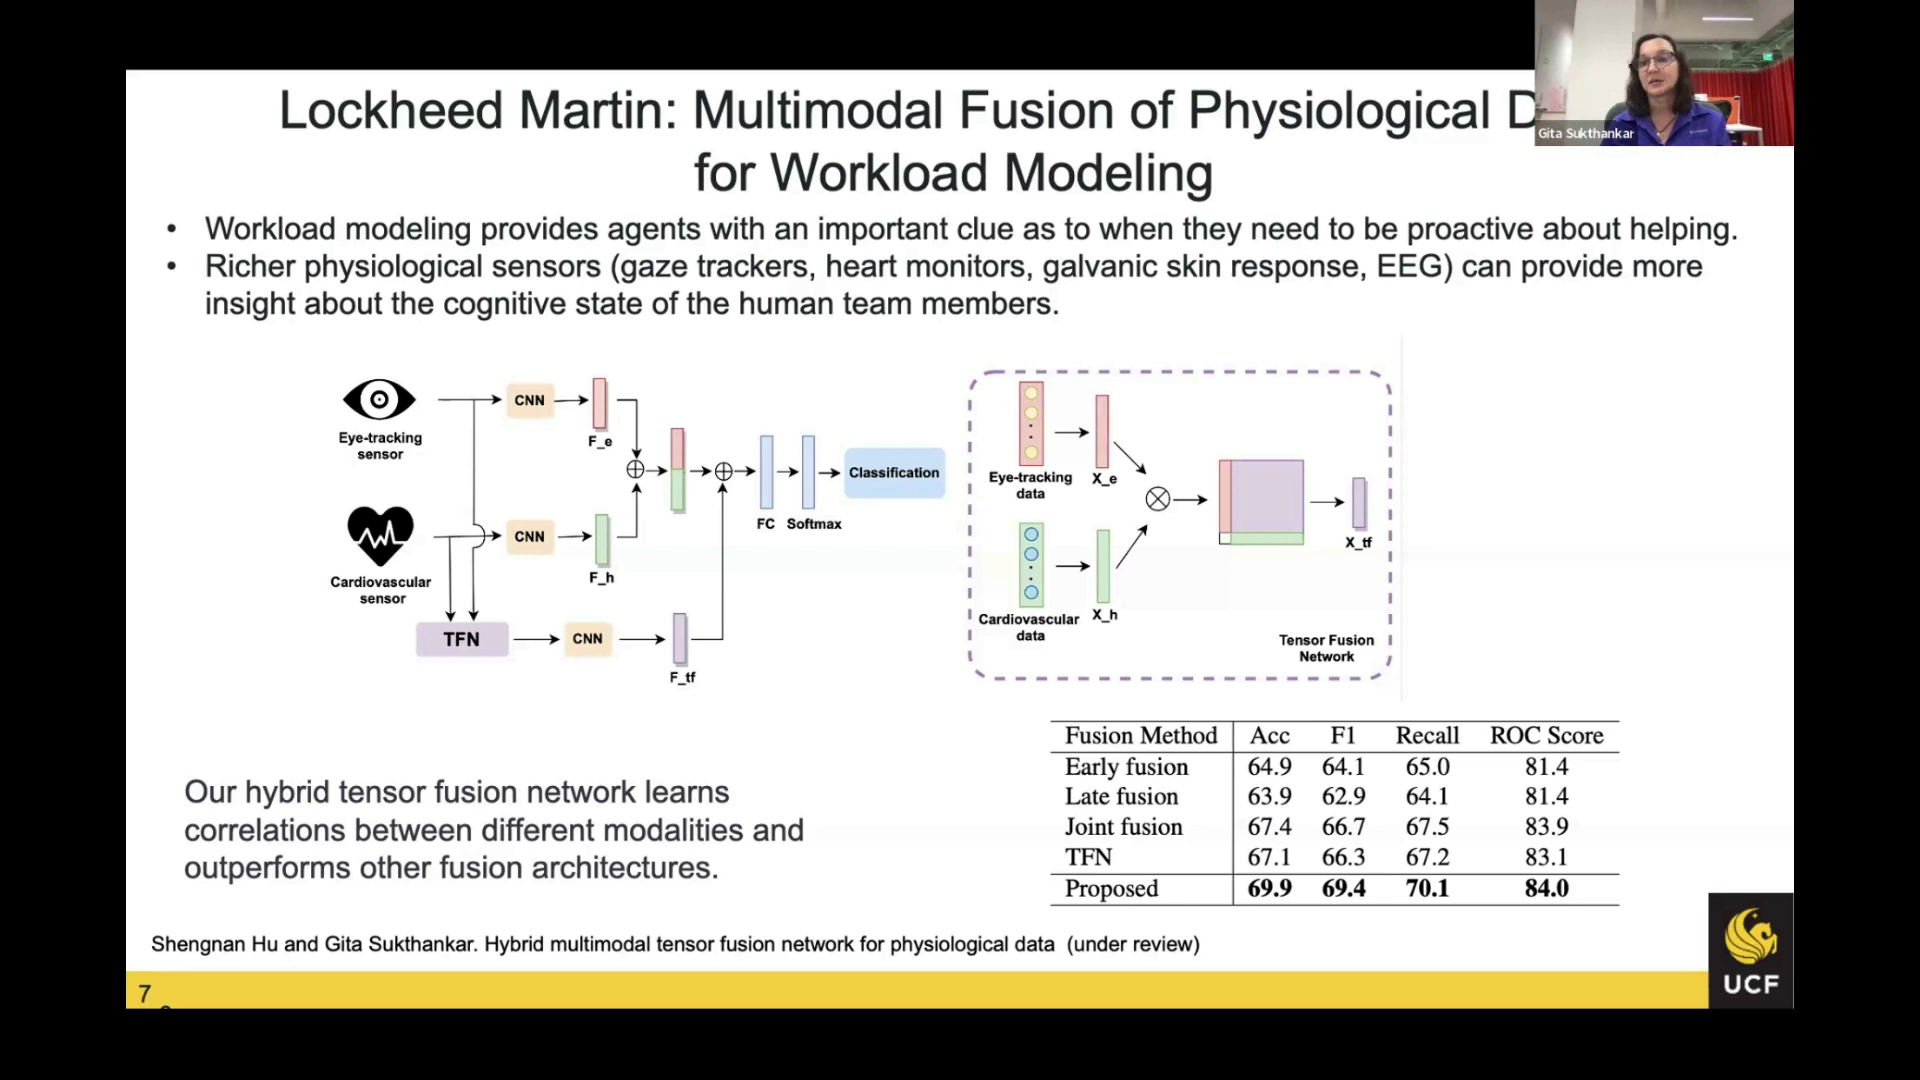 Lockheed Martin: Multimodal Fusion of Physiological D
for Workload Modeling
Gita Sukthankar
• Workload modeling provides agents with an important clue as to when they need to be proactive about helping.
• Richer physiological sensors (gaze trackers, heart monitors, galvanic skin response, EEG) can provide more
insight about the cognitive state of the human team members.
Eye-tracking
sensor
CNN
F_e
Cardiovascular
sensor
CNN
F_h
TFN
CNN
F_tf
FC
Softmax
Classification
Eye-tracking
data
X_e
Cardiovascular
data
X_h
X_tf
Tensor Fusion
Network
Our hybrid tensor fusion network learns
correlations between different modalities and
outperforms other fusion architectures.
Fusion Method Acc F1 Recall ROC Score
Early fusion 64.9 64.1 65.0 81.4
Late fusion 63.9 62.9 64.1 81.4
Joint fusion 67.4 66.7 67.5 83.9
TFN 67.1 66.3 67.2 83.1
Proposed 69.9 69.4 70.1 84.0
Shengnan Hu and Gita Sukthankar. Hybrid multimodal tensor fusion network for physiological data (under review)
7
UCF